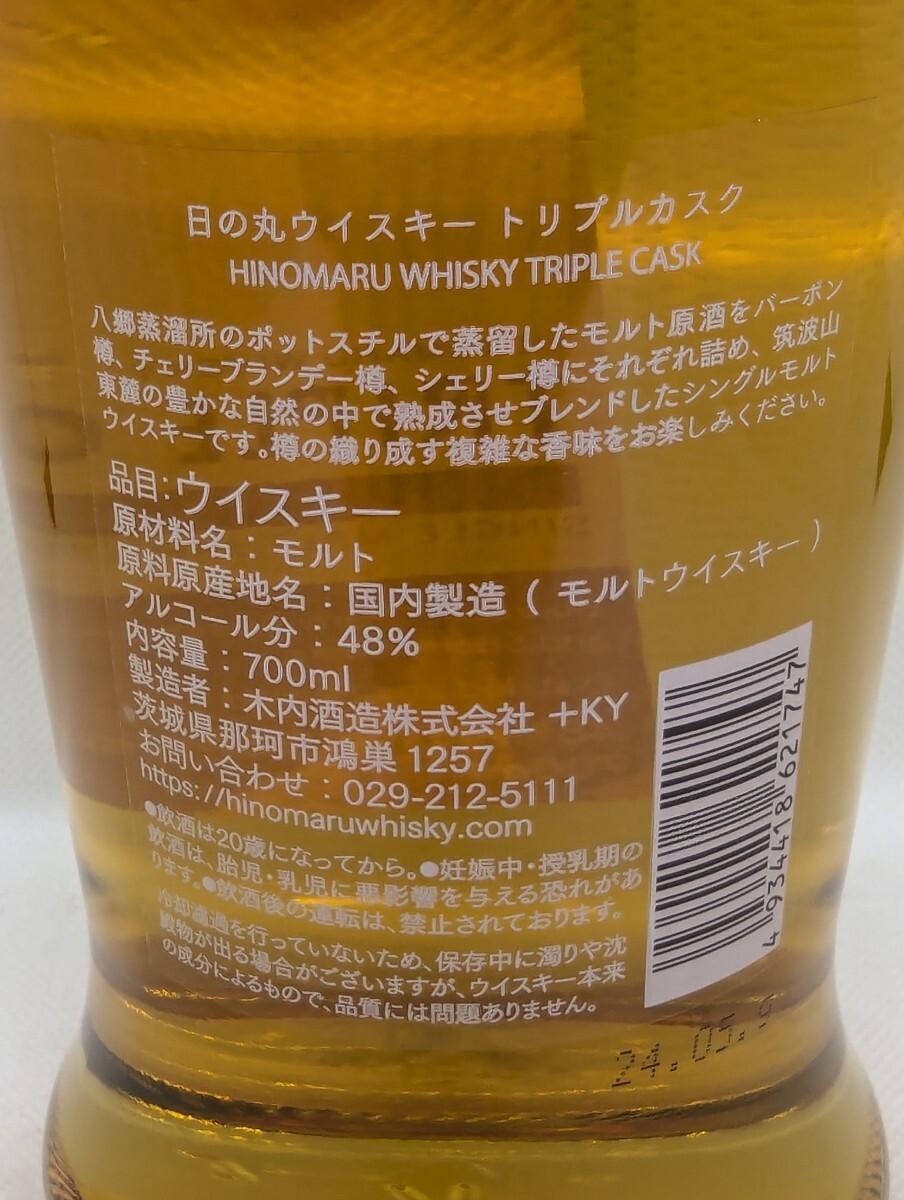 日の丸ウイスキー トリプルカスク
HINOMARU WHISKY TRIPLE CASK
八郷蒸溜所のポットスチルで蒸留したモルト原酒をバーボン
樽、チェリーブランデー樽、シェリー樽にそれぞれ詰め、筑波山
東麓の豊かな自然の中で熟成させブレンドしたシングルモルト
ウイスキーです。樽の織り成す複雑な香味をお楽しみください。
品目：ウイスキー
原材料名：モルト
原料原産地名：国内製造（モルトウイスキー）
アルコール分：48%
内容量：700ml
製造者：木内酒造株式会社 +KY
茨城県那珂市鴻巣1257
お問い合わせ：029-212-5111
https://hinomaruwhisky.com
●飲酒は20歳になってから。●妊娠中・授乳期の
飲酒は、胎児・乳児に悪影響を与える恐れがあ
ります。●飲酒後の運転は、禁止されております。
冷却濾過を行っていないため、保存中に濁りや沈
殿物が出る場合がございますが、ウイスキー本来
の成分によるもので、品質には問題ありません。
4 934418 621747
24.05.